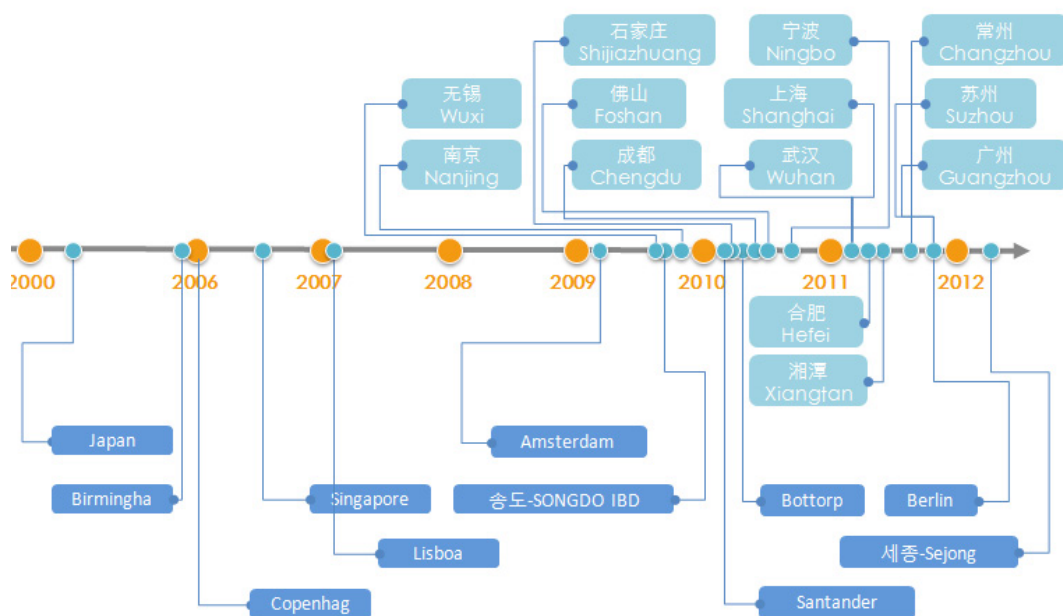 石家庄
Shijiazhuang
宁波
Ningbo
常州
Changzhou
无锡
Wuxi
佛山
Foshan
上海
Shanghai
苏州
Suzhou
南京
Nanjing
成都
Chengdu
武汉
Wuhan
广州
Guangzhou
2000
2006
2007
2008
2009
2010
2011
2012
合肥
Hefei
湘潭
Xiangtan
Japan
Amsterdam
Birmingha
Singapore
송도-SONGDO IBD
Bottorp
Berlin
Lisboa
세종-Sejong
Copenhag
Santander